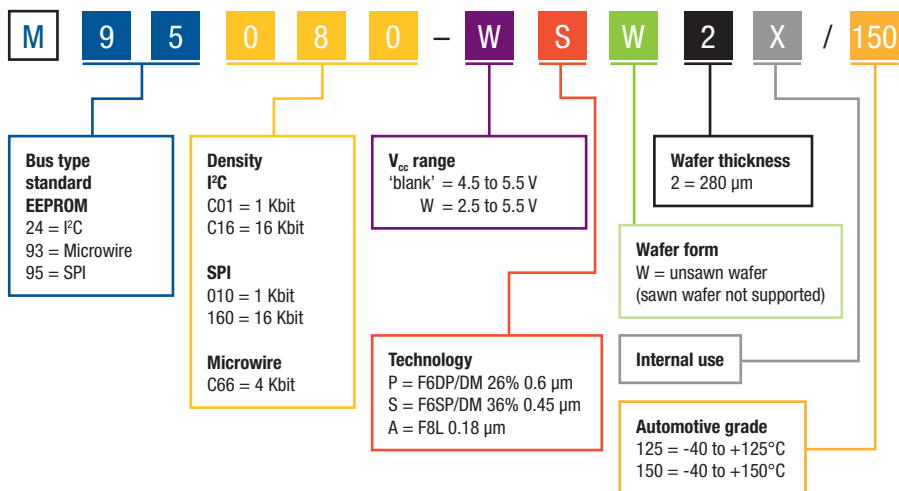 M 9 5 0 8 0 – W S W 2 X / 150
Bus type
standard
EEPROM
24 = I²C
93 = Microwire
95 = SPI
Density
I²C
C01 = 1 Kbit
C16 = 16 Kbit
SPI
010 = 1 Kbit
160 = 16 Kbit
Microwire
C66 = 4 Kbit
Vcc range
'blank' = 4.5 to 5.5 V
W = 2.5 to 5.5 V
Technology
P = F6DP/DM 26% 0.6 µm
S = F6SP/DM 36% 0.45 µm
A = F8L 0.18 µm
Wafer thickness
2 = 280 µm
Wafer form
W = unsawn wafer
(sawn wafer not supported)
Internal use
Automotive grade
125 = -40 to +125°C
150 = -40 to +150°C